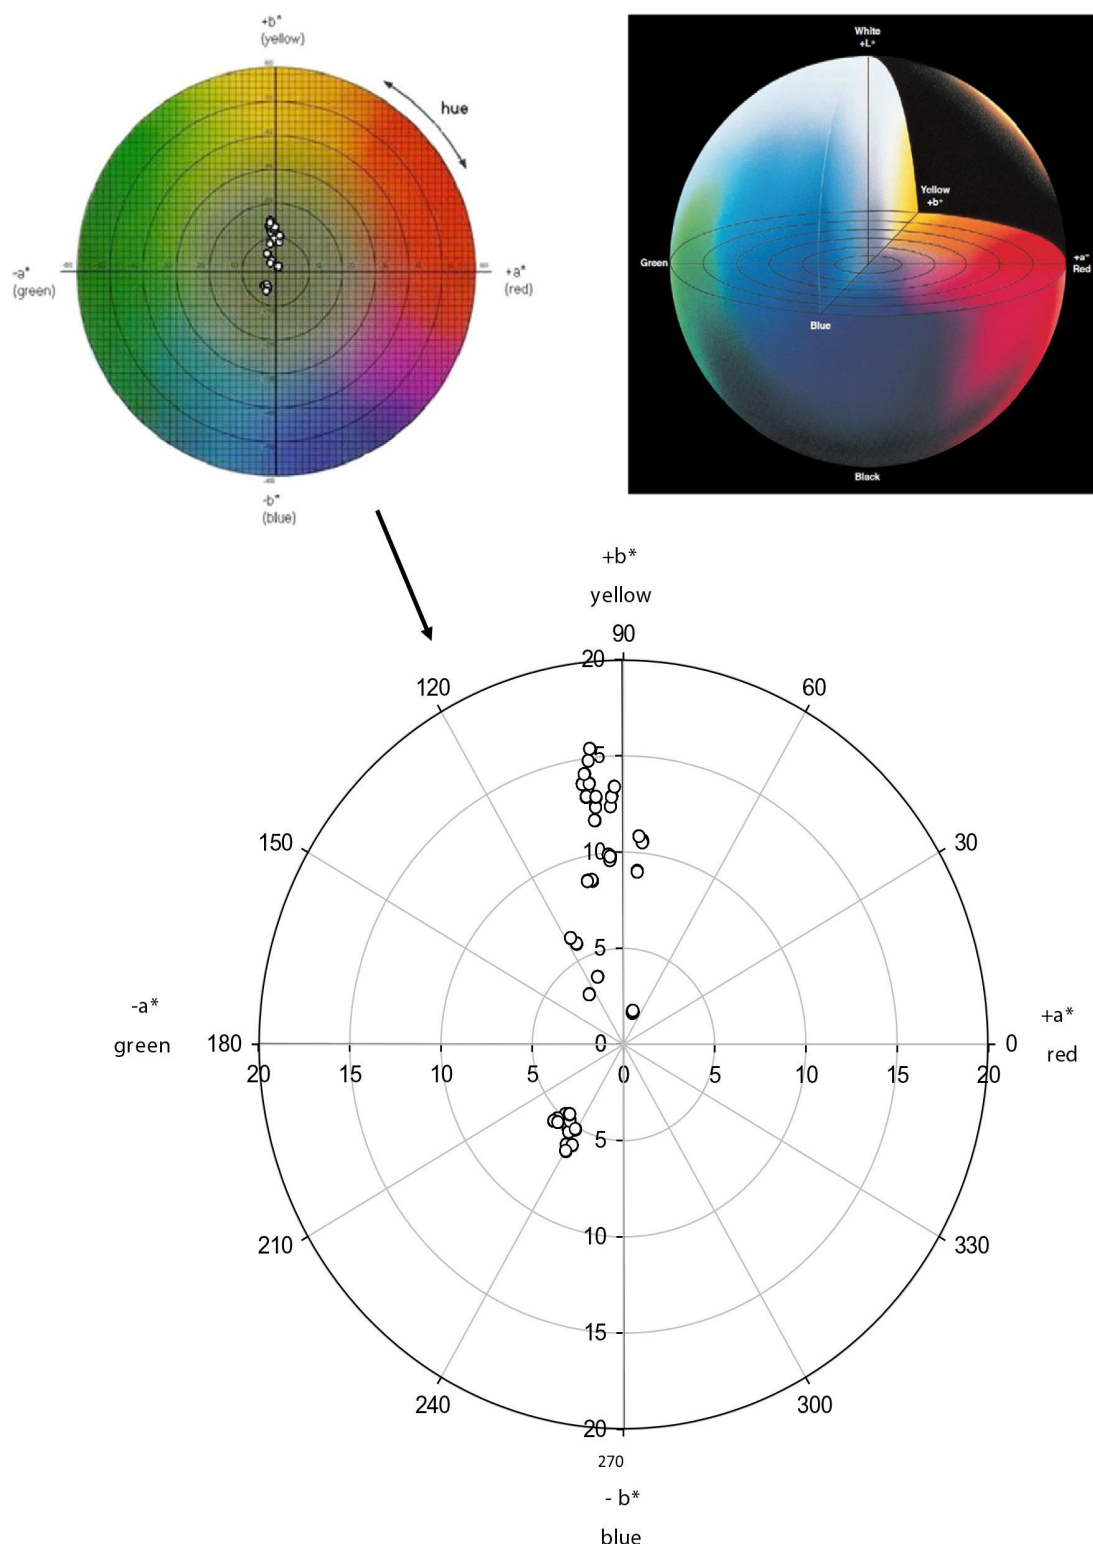 +b*
(yellow)
hue
-a*
(green)
+a*
(red)
-b*
(blue)
White
+L*
Yellow
+b*
Green
+a*
Red
Blue
Black
+b*
yellow
90
20
120
60
5
150
10
30
5
-a*
green
180
0
+a*
red
0
20
15
10
5
0
5
10
15
20
5
210
10
330
15
240
300
20
270
- b*
blue